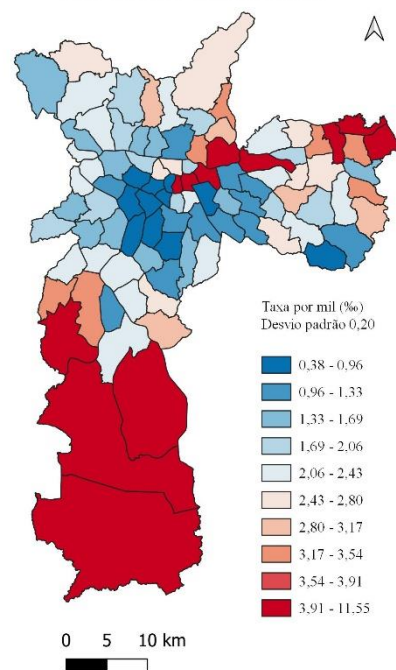 Taxa por mil (‰)
Desvio padrão 0,20
0,38 - 0,96
0,96 - 1,33
1,33 - 1,69
1,69 - 2,06
2,06 - 2,43
2,43 - 2,80
2,80 - 3,17
3,17 - 3,54
3,54 - 3,91
3,91 - 11,55
0 5 10 km